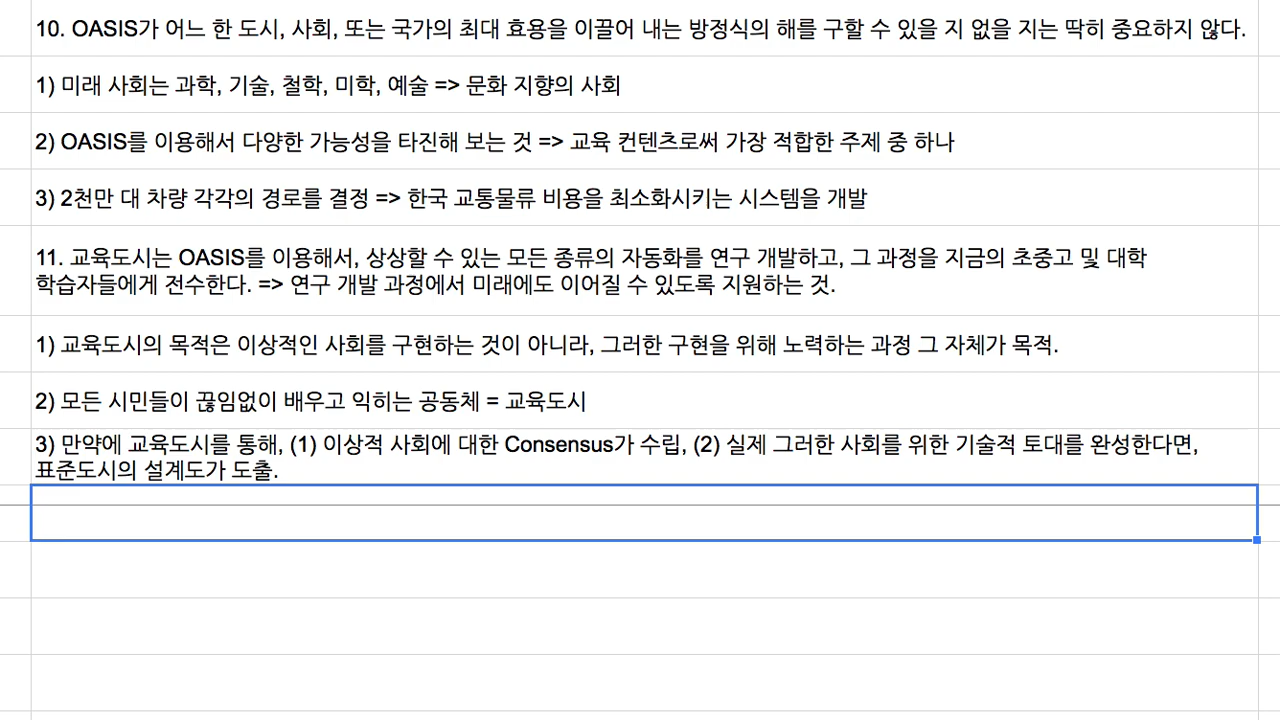 10. OASIS가 어느 한 도시, 사회, 또는 국가의 최대 효용을 이끌어 내는 방정식의 해를 구할 수 있을 지 없을 지는 딱히 중요하지 않다.
1) 미래 사회는 과학, 기술, 철학, 미학, 예술 => 문화 지향의 사회
2) OASIS를 이용해서 다양한 가능성을 타진해 보는 것 => 교육 컨텐츠로써 가장 적합한 주제 중 하나
3) 2천만 대 차량 각각의 경로를 결정 => 한국 교통물류 비용을 최소화시키는 시스템을 개발
11. 교육도시는 OASIS를 이용해서, 상상할 수 있는 모든 종류의 자동화를 연구 개발하고, 그 과정을 지금의 초중고 및 대학
학습자들에게 전수한다. => 연구 개발 과정에서 미래에도 이어질 수 있도록 지원하는 것.
1) 교육도시의 목적은 이상적인 사회를 구현하는 것이 아니라, 그러한 구현을 위해 노력하는 과정 그 자체가 목적.
2) 모든 시민들이 끊임없이 배우고 익히는 공동체 = 교육도시
3) 만약에 교육도시를 통해, (1) 이상적 사회에 대한 Consensus가 수립, (2) 실제 그러한 사회를 위한 기술적 토대를 완성한다면,
표준도시의 설계도가 도출.